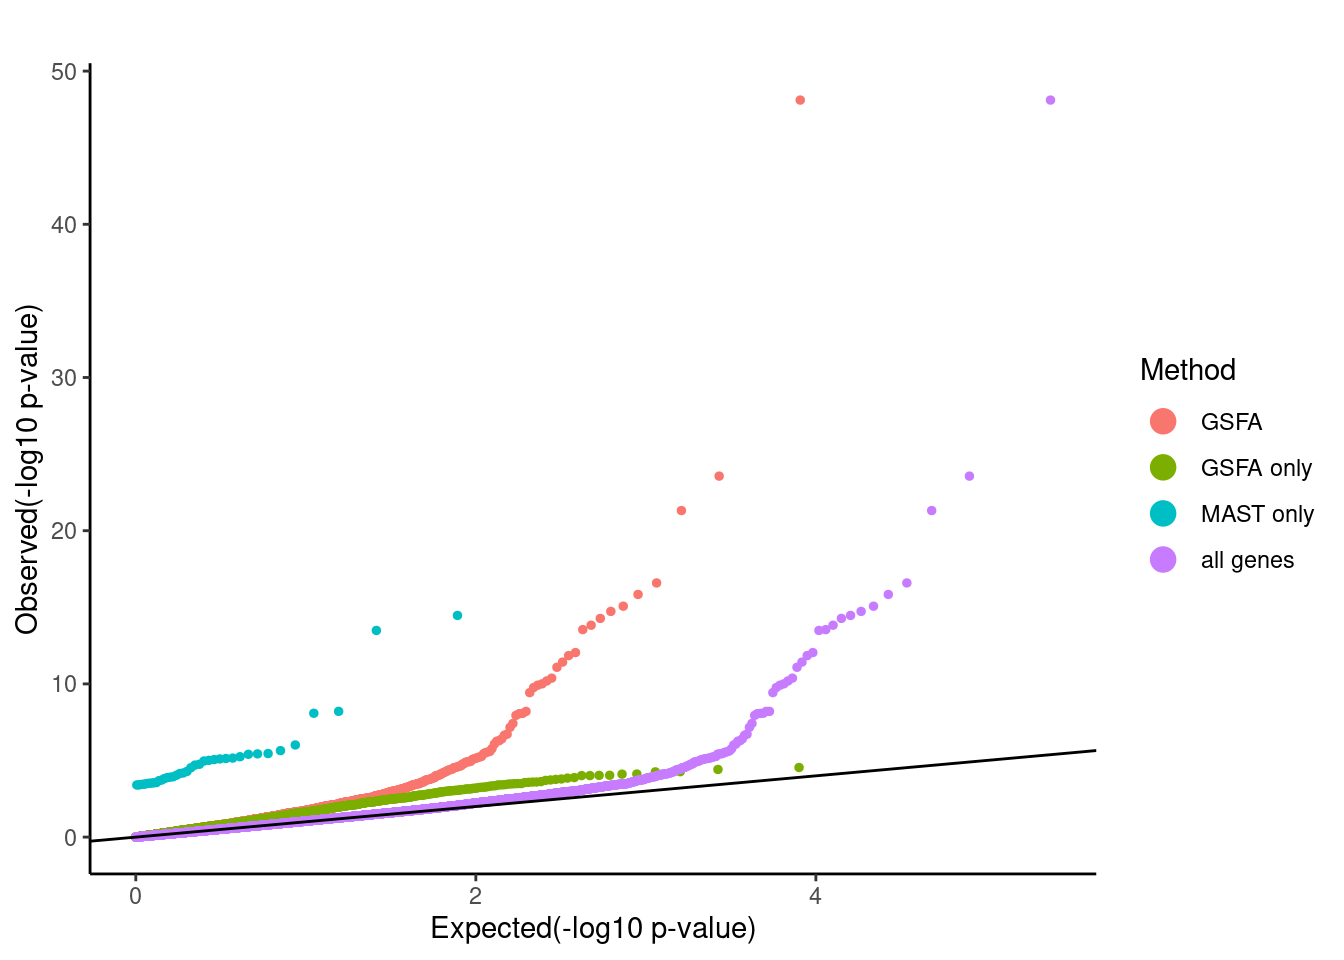 50
40
30
20
10
0
Observed(-log10 p-value)
0
2
4
Expected(-log10 p-value)
Method
GSFA
GSFA only
MAST only
all genes